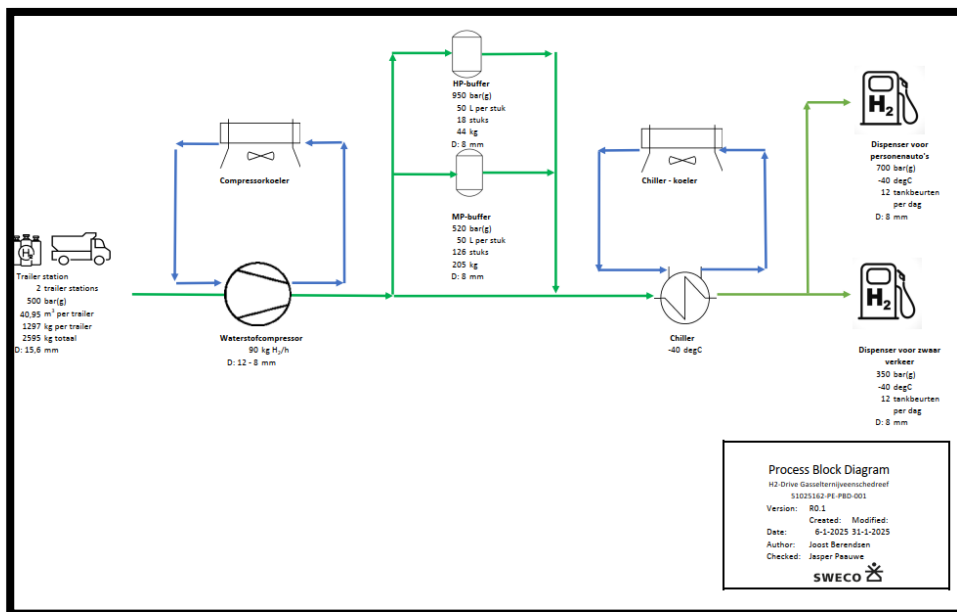 HP-buffer
950 bar(g)
50 L per stuk
18 stuks
44 kg
D: 8 mm
MP-buffer
520 bar(g)
50 L per stuk
126 stuks
205 kg
D: 8 mm
Compressorkoeler
Chiller - koeler
H2
Dispenser voor
personenauto's
700 bar(g)
-40 degC
12 tankbeurten
per dag
D: 8 mm
H2
Trailer station
2 trailer stations
500 bar(g)
40,95 m³ per trailer
1297 kg per trailer
2595 kg totaal
D: 15,6 mm
Waterstofcompressor
90 kg H₂/h
D: 12 - 8 mm
Chiller
-40 degC
H2
Dispenser voor zwaar
verkeer
350 bar(g)
-40 degC
12 tankbeurten
per dag
D: 8 mm
Process Block Diagram
H2-Drive Gasselternijveenschedreef
51025162-PE-PBD-001
Version: R0.1
Created: Modified:
Date: 6-1-2025 31-1-2025
Author: Joost Berendsen
Checked: Jasper Paauwe
SWECO